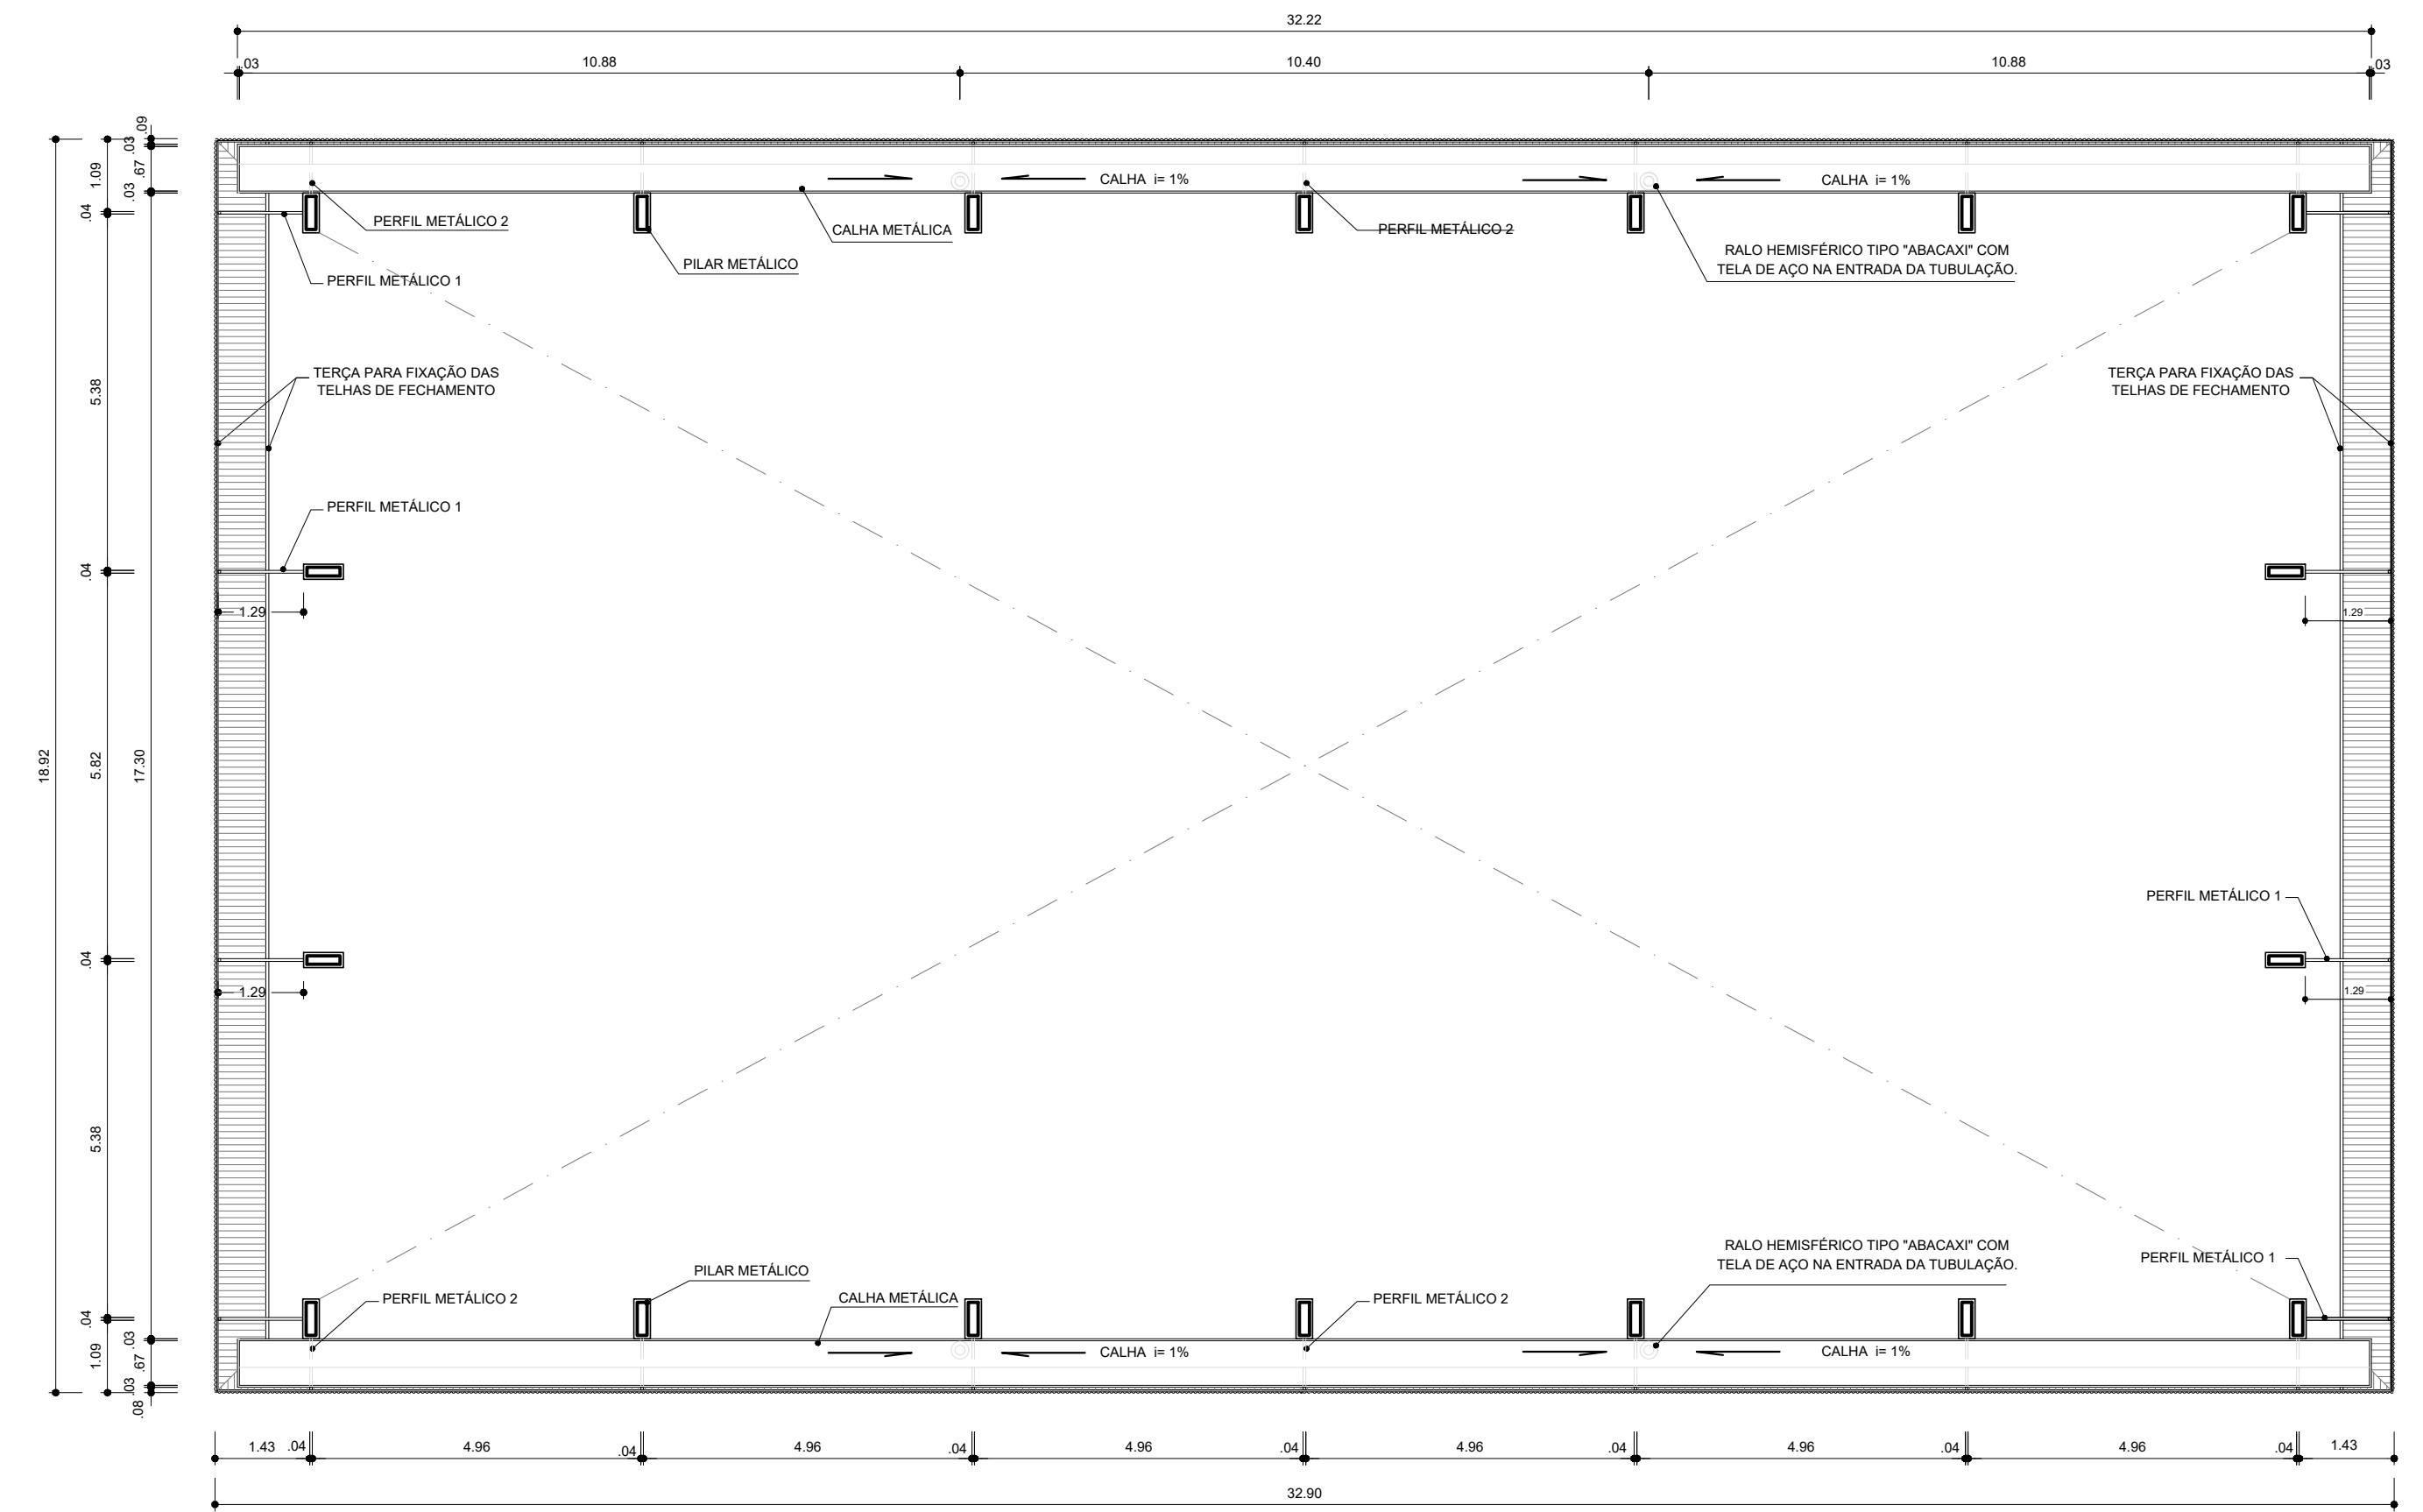 32.22
.03
10.88
10.40
10.88
.03
.09
.03
.67
.03
1.09
.04
5.38
.04
5.82
.04
5.38
.04
1.09
18.92
17.30
.03
.67
.03
.08
CALHA i= 1%
CALHA i= 1%
PERFIL METÁLICO 2
CALHA METÁLICA
PERFIL METÁLICO 2
PILAR METÁLICO
PERFIL METÁLICO 1
RALO HEMISFÉRICO TIPO "ABACAXI" COM
TELA DE AÇO NA ENTRADA DA TUBULAÇÃO.
TERÇA PARA FIXAÇÃO DAS
TELHAS DE FECHAMENTO
TERÇA PARA FIXAÇÃO DAS
TELHAS DE FECHAMENTO
PERFIL METÁLICO 1
1.29
1.29
PERFIL METÁLICO 1
1.29
1.29
RALO HEMISFÉRICO TIPO "ABACAXI" COM
TELA DE AÇO NA ENTRADA DA TUBULAÇÃO.
PERFIL METÁLICO 1
PILAR METÁLICO
PERFIL METÁLICO 2
CALHA METÁLICA
PERFIL METÁLICO 2
CALHA i= 1%
CALHA i= 1%
1.43
.04
4.96
.04
4.96
.04
4.96
.04
4.96
.04
4.96
.04
4.96
.04
1.43
32.90